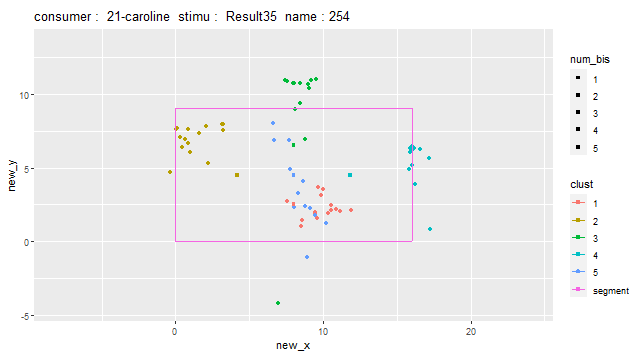 consumer :  21-caroline  stimu :  Result35  name : 254
new_y
10
5
0
-5
0
10
20
new_x
num_bis
1
2
3
4
5
clust
1
2
3
4
5
segment